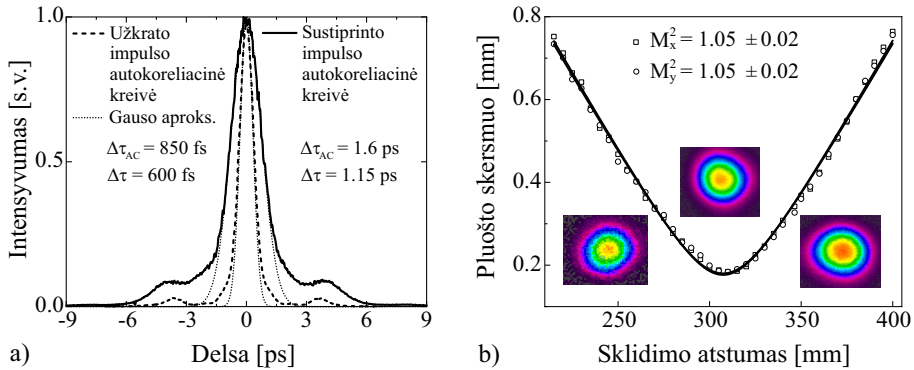 Intensyvumas [s.v.]
1.0
0.5
0.0
Užkrato
impulso
autokoreliacinė
kreivė
Gauso aproks.
Δτ_AC = 850 fs
Δτ = 600 fs
Sustiprinto
impulso
autokoreliacinė
kreivė
Δτ_AC = 1.6 ps
Δτ = 1.15 ps
-9 -6 -3 0 3 6 9
a) Delsa [ps]
Pluošto skersmuo [mm]
0.8
0.6
0.4
0.2
M²x = 1.05 ±0.02
M²y = 1.05 ±0.02
250 300 350 400
b) Sklidimo atstumas [mm]